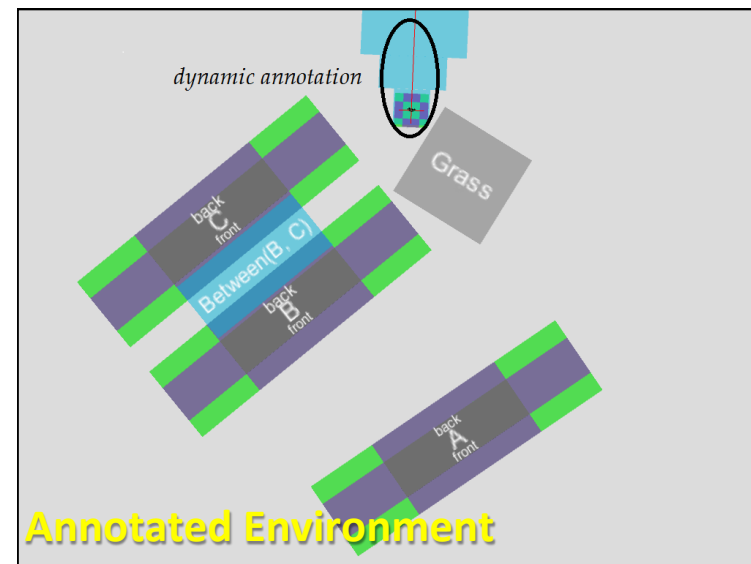 dynamic annotation
Grass
back
C
front
Between(B, C)
back
B
front
back
A
front
Annotated Environment